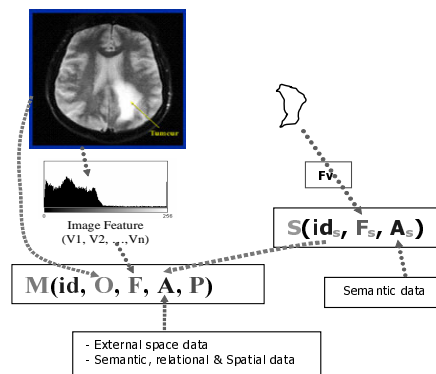 Tumeur
Fv
0
256
Image Feature
(V1, V2, ….,Vn)
S(ids, Fs, As)
M(id, O, F, A, P)
Semantic data
- External space data
- Semantic, relational & Spatial data